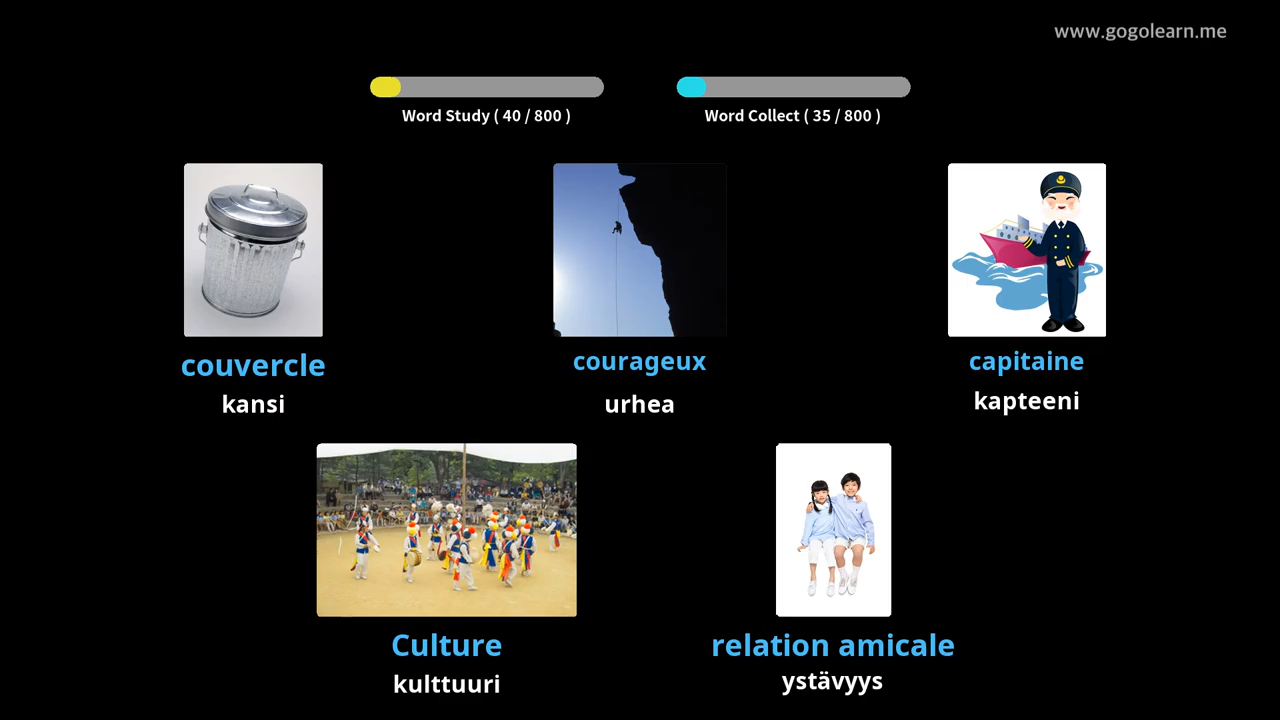 www.gogolearn.me
Word Study ( 40 / 800 )
Word Collect ( 35 / 800 )
couvercle
kansi
courageux
urhea
capitaine
kapteeni
Culture
kulttuuri
relation amicale
ystävyys